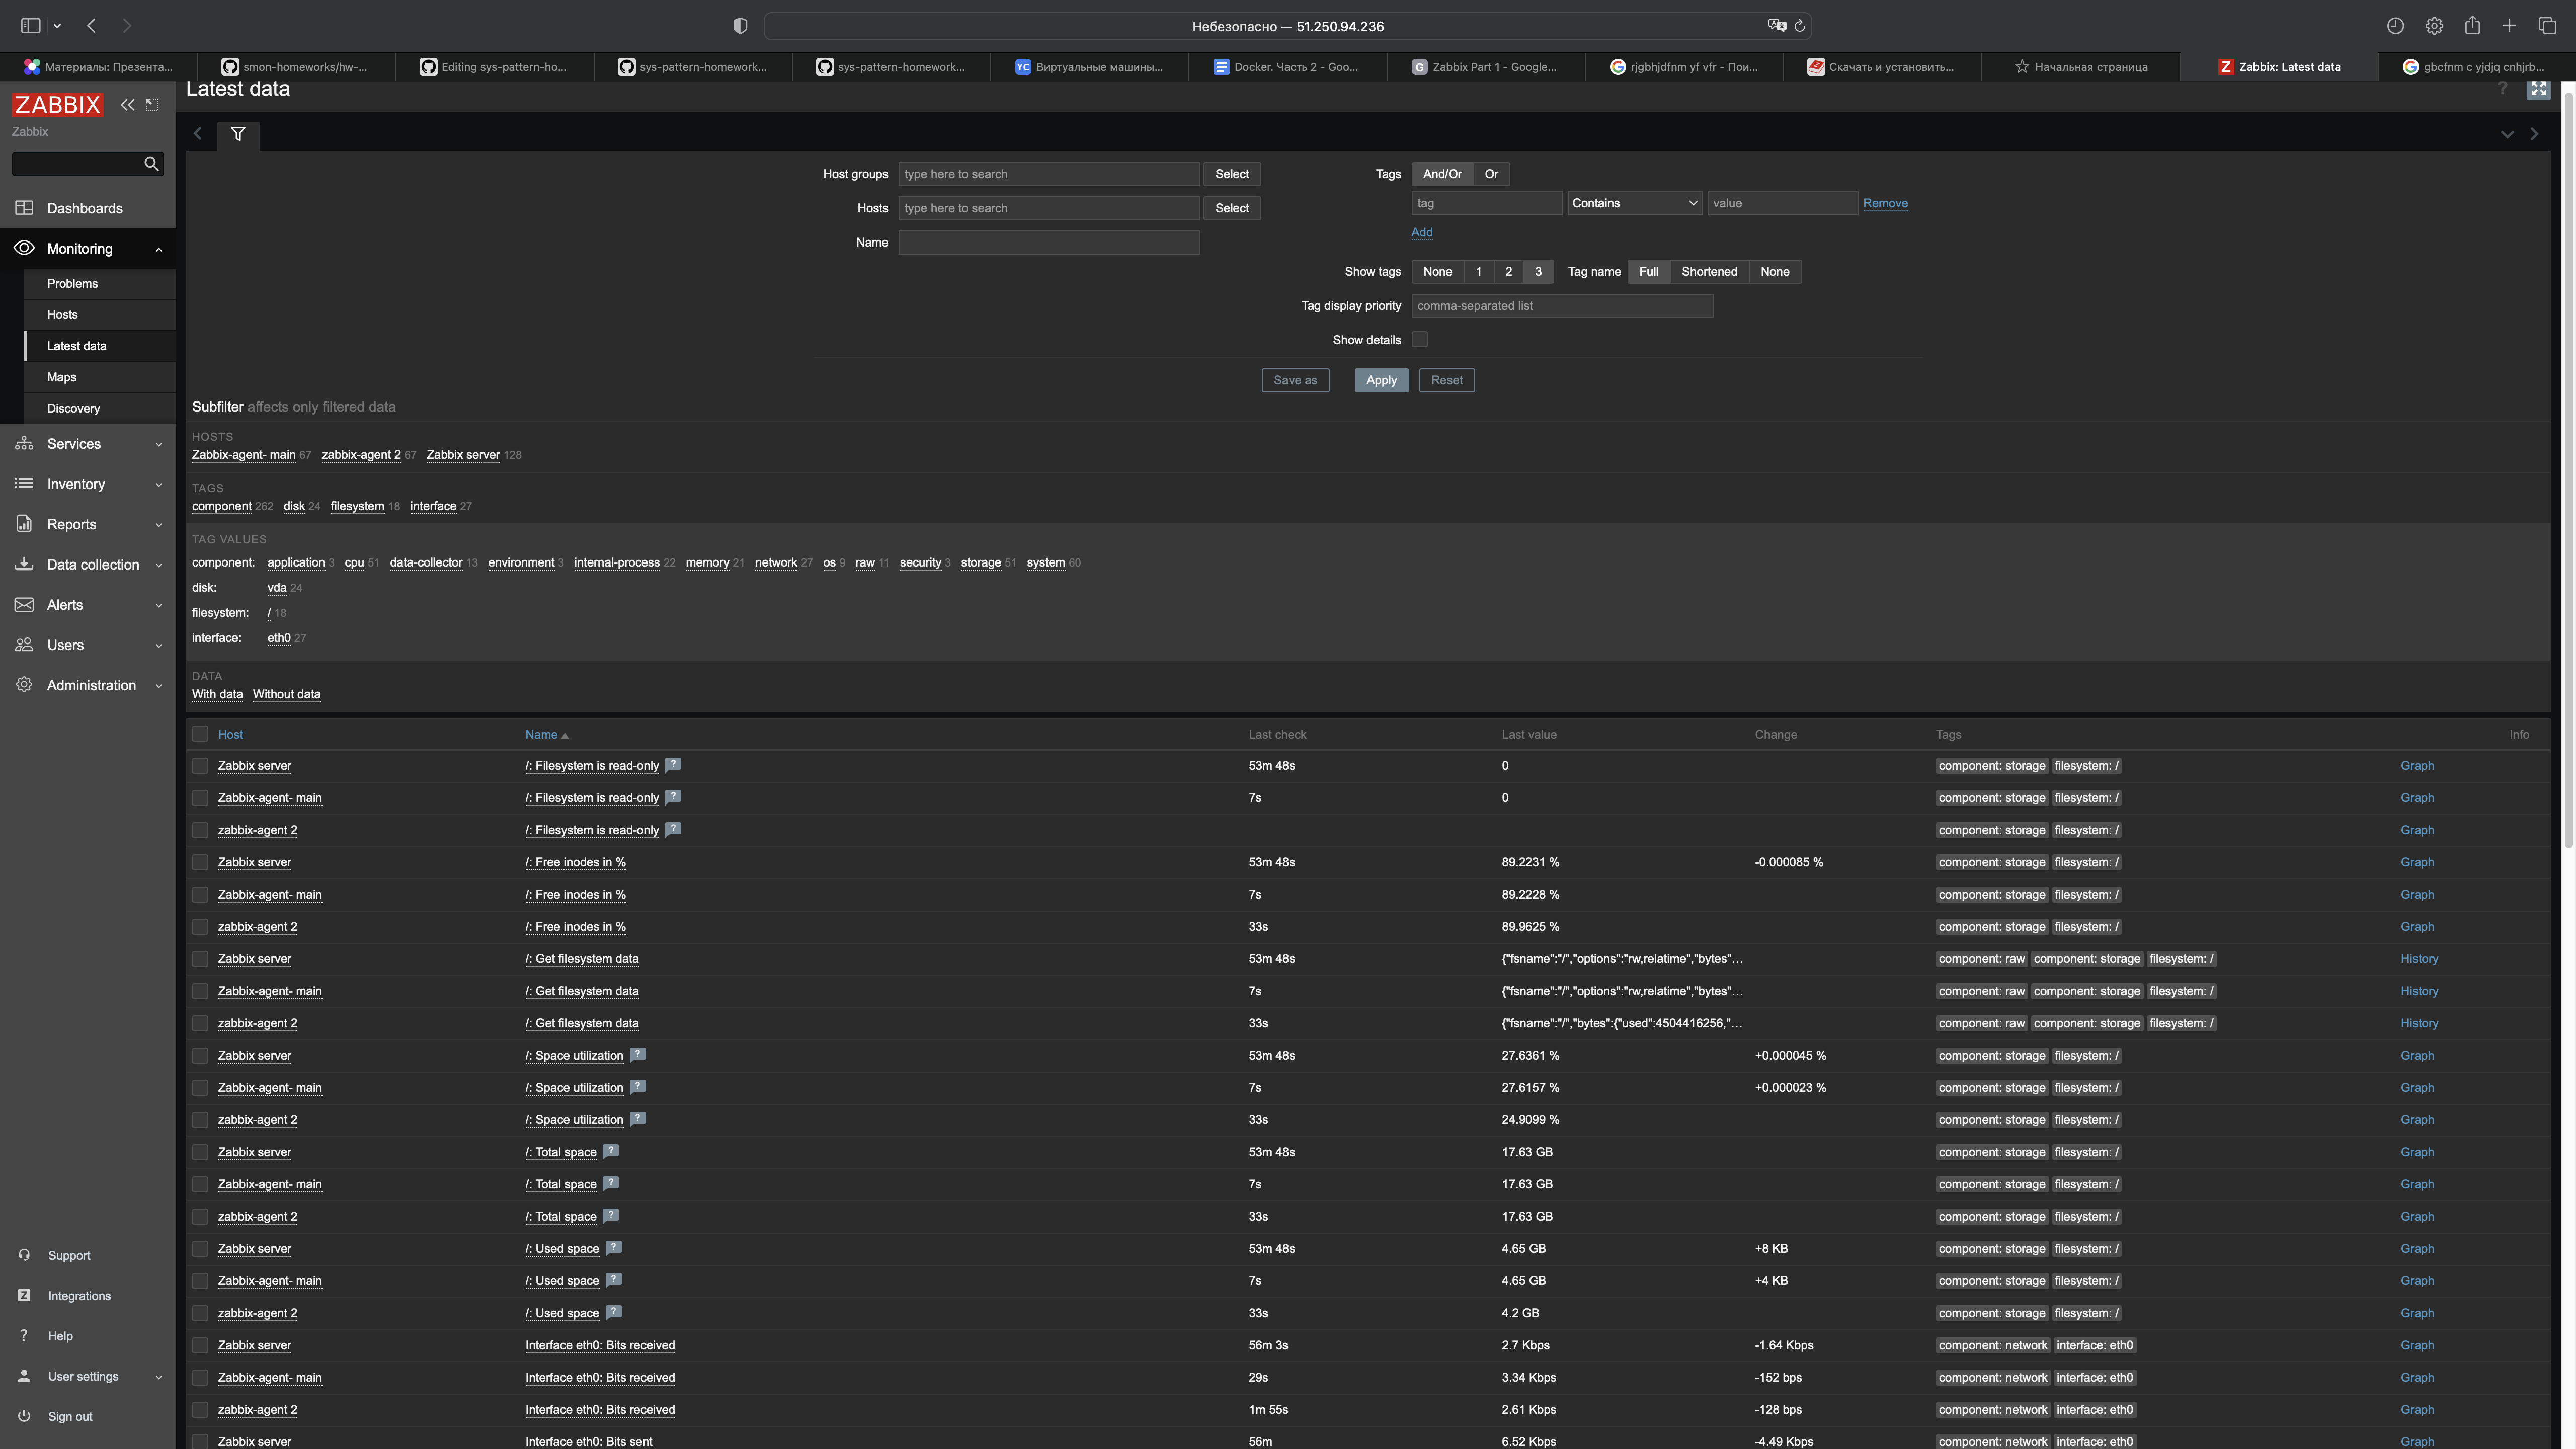 Небезопасно — 51.250.94.236
Материалы: Презента...
smon-homeworks/hw-...
Editing sys-pattern-ho...
sys-pattern-homework...
sys-pattern-homework...
YC Виртуальные машины...
Docker. Часть 2 - Goo...
G Zabbix Part 1 - Google...
rjgbhjdfnm yf vfr - Пои...
Скачать и установить...
Начальная страница
Z Zabbix: Latest data
gbcfnm c yjdjq cnhjrb...
ZABBIX
Zabbix
Dashboards
Monitoring
Problems
Hosts
Latest data
Maps
Discovery
Services
Inventory
Reports
Data collection
Alerts
Users
Administration
Support
Z Integrations
? Help
User settings
Sign out
Latest data
?
Host groups type here to search Select
Hosts type here to search Select
Name
Tags And/Or Or
tag Contains value Remove
Add
Show tags None 1 2 3 Tag name Full Shortened None
Tag display priority comma-separated list
Show details
Save as Apply Reset
Subfilter affects only filtered data
HOSTS
Zabbix-agent- main 67 zabbix-agent 2 67 Zabbix server 128
TAGS
component 262 disk 24 filesystem 18 interface 27
TAG VALUES
component: application 3 cpu 51 data-collector 13 environment 3 internal-process 22 memory 21 network 27 os 9 raw 11 security 3 storage 51 system 60
disk: vda 24
filesystem: / 18
interface: eth0 27
DATA
With data Without data
Host Name Last check Last value Change Tags Info
Zabbix server /: Filesystem is read-only ? 53m 48s 0 component: storage filesystem: / Graph
Zabbix-agent- main /: Filesystem is read-only ? 7s 0 component: storage filesystem: / Graph
zabbix-agent 2 /: Filesystem is read-only ? component: storage filesystem: / Graph
Zabbix server /: Free inodes in % 53m 48s 89.2231 % -0.000085 % component: storage filesystem: / Graph
Zabbix-agent- main /: Free inodes in % 7s 89.2228 % component: storage filesystem: / Graph
zabbix-agent 2 /: Free inodes in % 33s 89.9625 % component: storage filesystem: / Graph
Zabbix server /: Get filesystem data 53m 48s {"fsname":"/","options":"rw,relatime","bytes"... component: raw component: storage filesystem: / History
Zabbix-agent- main /: Get filesystem data 7s {"fsname":"/","options":"rw,relatime","bytes"... component: raw component: storage filesystem: / History
zabbix-agent 2 /: Get filesystem data 33s {"fsname":"/","bytes":{"used":4504416256,"... component: raw component: storage filesystem: / History
Zabbix server /: Space utilization ? 53m 48s 27.6361 % +0.000045 % component: storage filesystem: / Graph
Zabbix-agent- main /: Space utilization ? 7s 27.6157 % +0.000023 % component: storage filesystem: / Graph
zabbix-agent 2 /: Space utilization ? 33s 24.9099 % component: storage filesystem: / Graph
Zabbix server /: Total space ? 53m 48s 17.63 GB component: storage filesystem: / Graph
Zabbix-agent- main /: Total space ? 7s 17.63 GB component: storage filesystem: / Graph
zabbix-agent 2 /: Total space ? 33s 17.63 GB component: storage filesystem: / Graph
Zabbix server /: Used space ? 53m 48s 4.65 GB +8 KB component: storage filesystem: / Graph
Zabbix-agent- main /: Used space ? 7s 4.65 GB +4 KB component: storage filesystem: / Graph
zabbix-agent 2 /: Used space ? 33s 4.2 GB component: storage filesystem: / Graph
Zabbix server Interface eth0: Bits received 56m 3s 2.7 Kbps -1.64 Kbps component: network interface: eth0 Graph
Zabbix-agent- main Interface eth0: Bits received 29s 3.34 Kbps -152 bps component: network interface: eth0 Graph
zabbix-agent 2 Interface eth0: Bits received 1m 55s 2.61 Kbps -128 bps component: network interface: eth0 Graph
Zabbix server Interface eth0: Bits sent 56m 6.52 Kbps -4.49 Kbps component: network interface: eth0 Graph